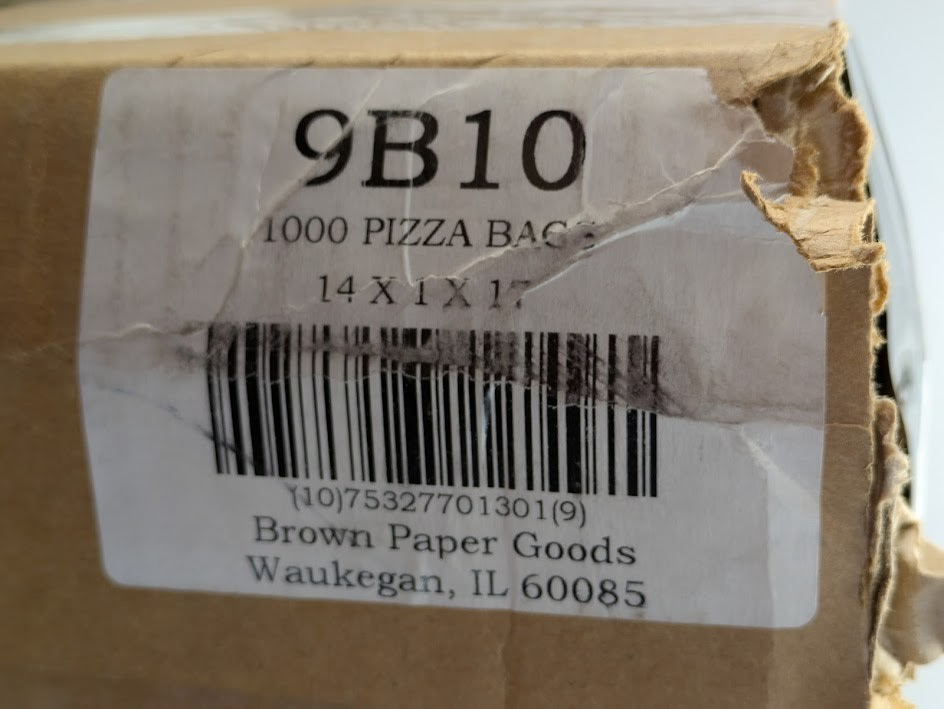 9B10
1000 PIZZA BAGS
14 X 1 X 17
(10)75327701301(9)
Brown Paper Goods
Waukegan, IL 60085